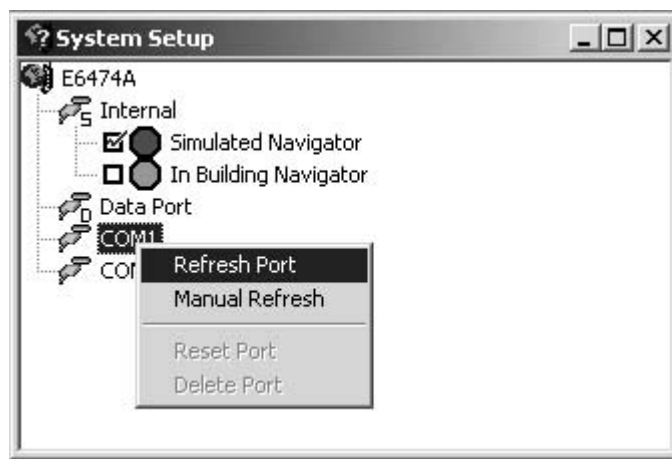 System Setup
E6474A
S Internal
Simulated Navigator
In Building Navigator
D Data Port
COM1
Refresh Port
Manual Refresh
Reset Port
Delete Port